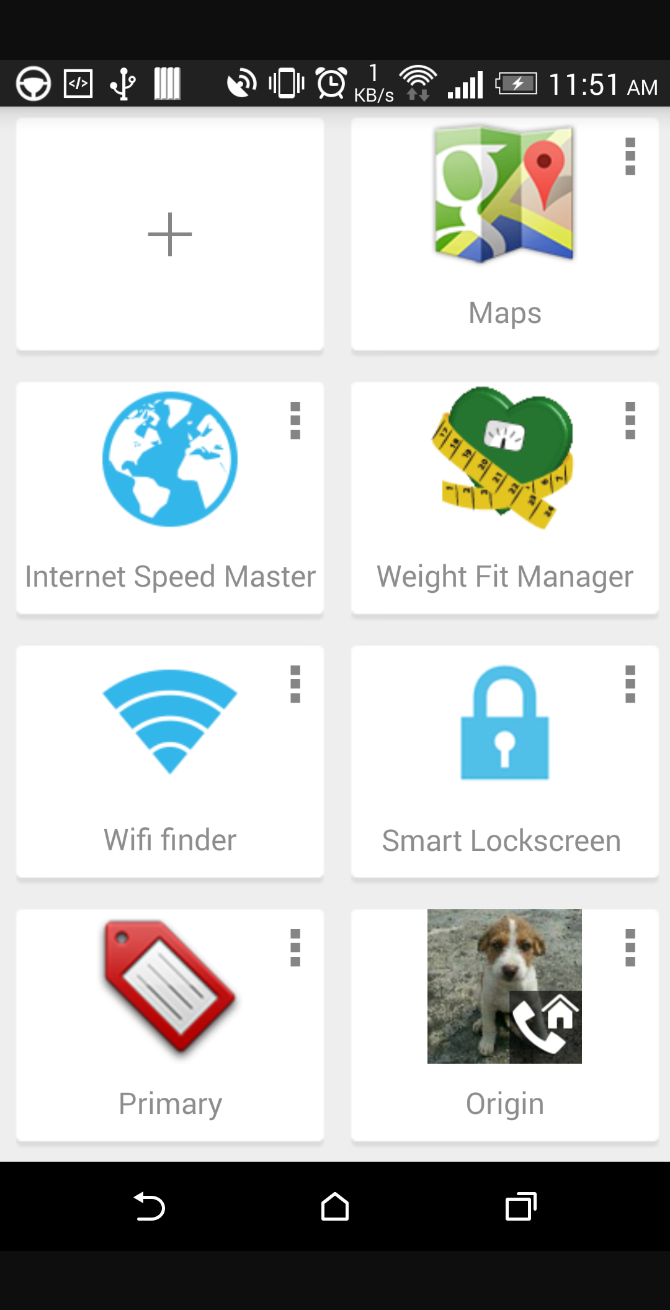 1
KB/s
11:51 AM
Maps
Internet Speed Master
Weight Fit Manager
Wifi finder
Smart Lockscreen
Primary
Origin